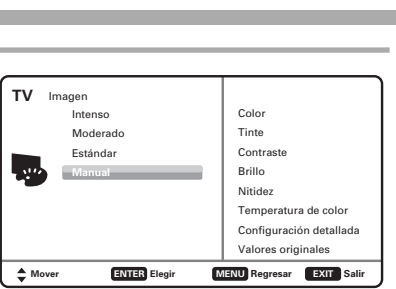 TV Imagen
Intenso
Moderado
Estándar
Manual
Color
Tinte
Contraste
Brillo
Nitidez
Temperatura de color
Configuración detallada
Valores originales
Mover ENTER Elegir MENU Regresar EXIT Salir